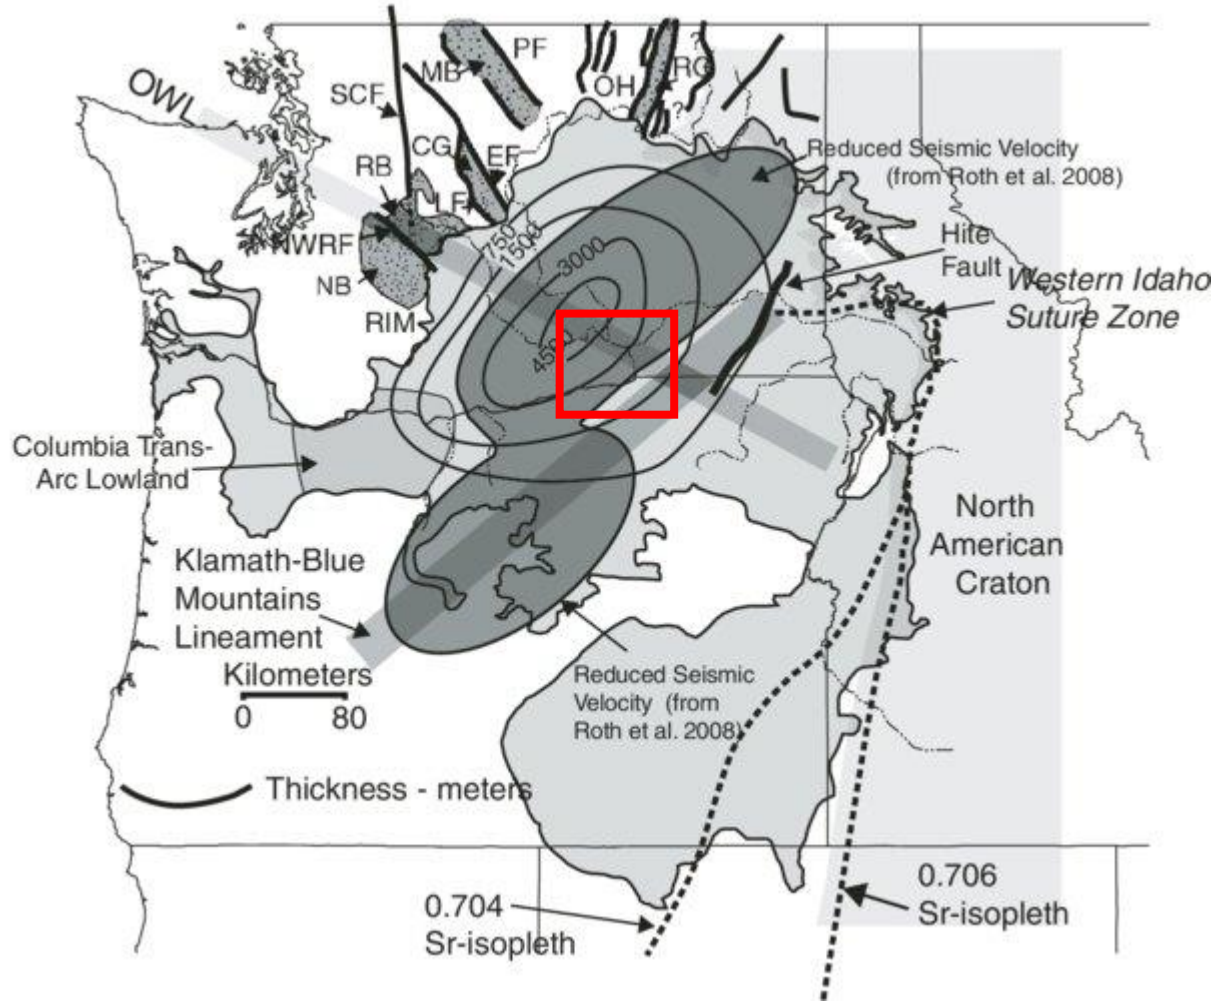 OWL
SCF
MB
PF
OH
RG
?
?
?
RB
CG
EF
LF
NWRF
NB
RIM
750
1500
3000
4500
Reduced Seismic Velocity
(from Roth et al. 2008)
Hite
Fault
Western Idaho
Suture Zone
Columbia Trans-
Arc Lowland
North
American
Craton
Klamath-Blue
Mountains
Lineament
Kilometers
0 80
Reduced Seismic
Velocity (from
Roth et al. 2008)
Thickness - meters
0.704
Sr-isopleth
0.706
Sr-isopleth